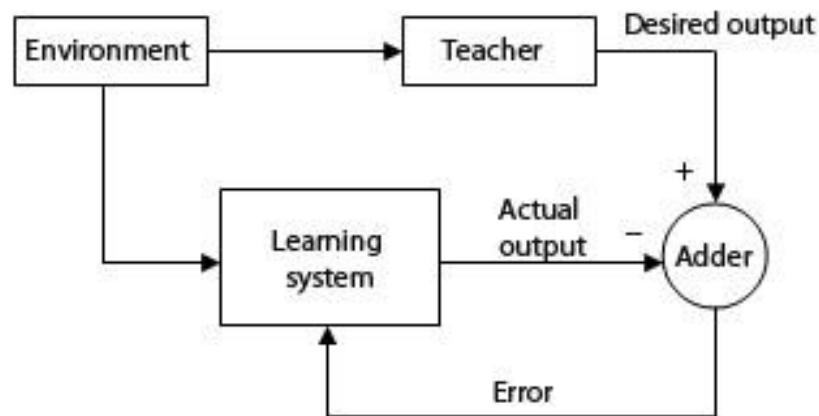 Desired output
Environment
Teacher
+
Actual
output
−
Learning
system
Adder
Error